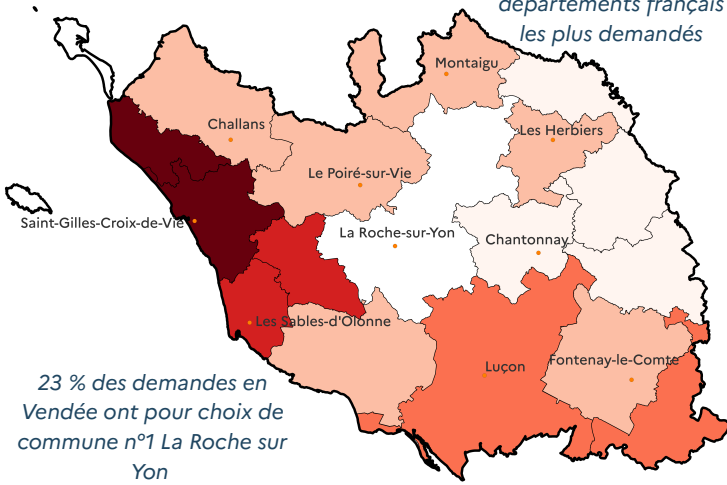 départements français
les plus demandés
Montaigu
Challans
Les Herbiers
Le Poiré-sur-Vie
Saint-Gilles-Croix-de-Vie
La Roche-sur-Yon
Chantonnay
Les Sables-d'Olonne
Luçon
Fontenay-le-Comte
23 % des demandes en
Vendée ont pour choix de
commune n°1 La Roche sur
Yon